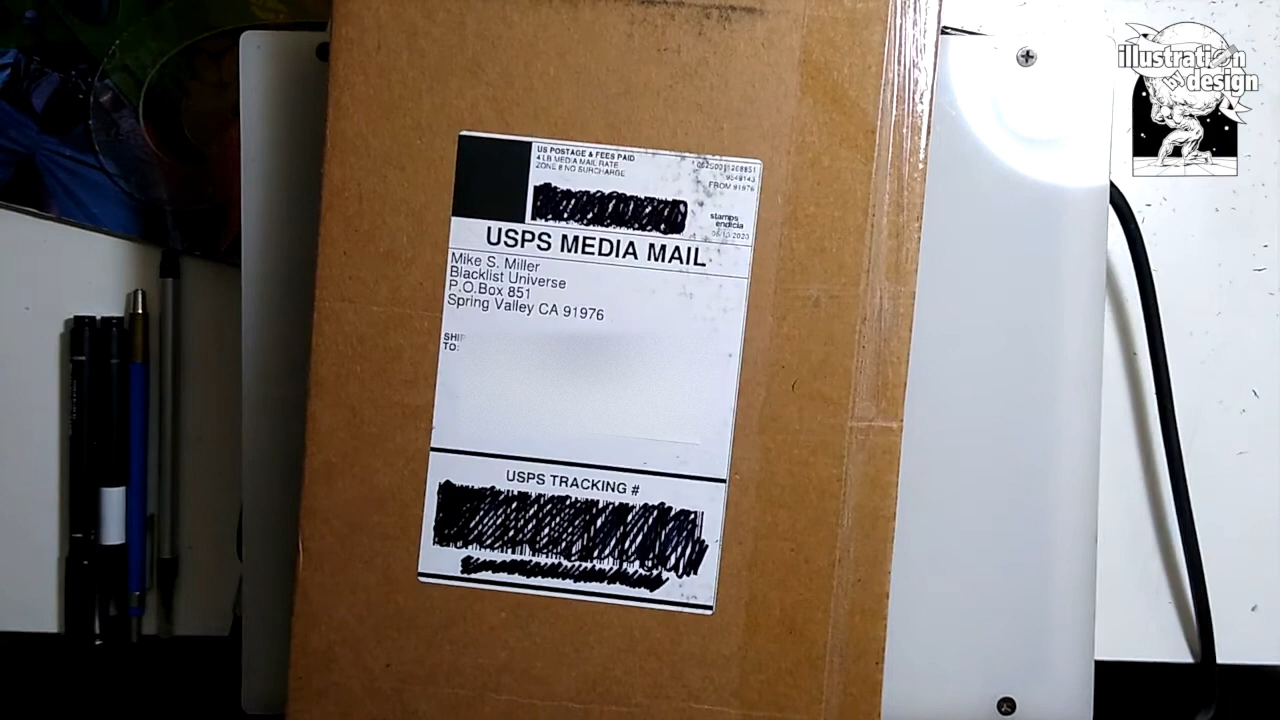 illustration
by design
US POSTAGE & FEES PAID
4 LB MEDIA MAIL RATE
ZONE 8 NO SURCHARGE
FROM 91976
stamps
endicia
USPS MEDIA MAIL
Mike S. Miller
Blacklist Universe
P.O.Box 851
Spring Valley CA 91976
SHIP
TO:
USPS TRACKING #